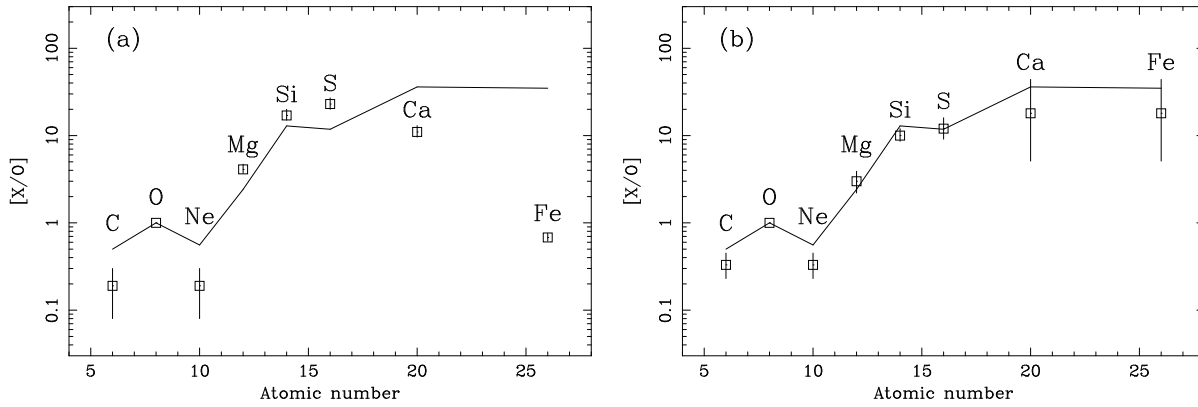 (a)
[X/O]
100
10
1
0.1
C
O
Ne
Mg
Si
S
Ca
Fe
5 10 15 20 25
Atomic number
(b)
[X/O]
100
10
1
0.1
C
O
Ne
Mg
Si
S
Ca
Fe
5 10 15 20 25
Atomic number